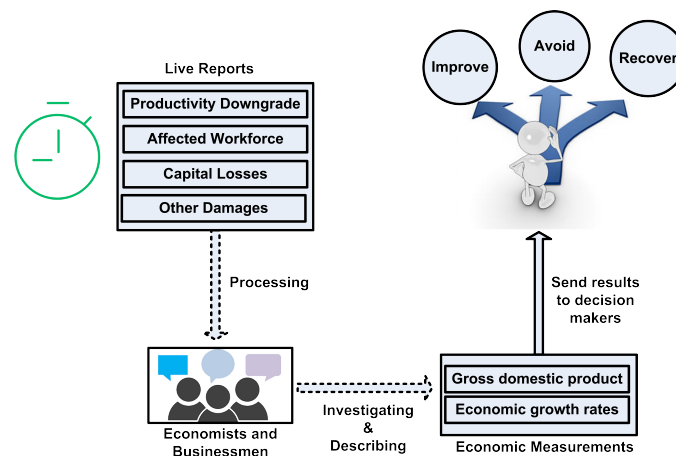 Live Reports
Productivity Downgrade
Affected Workforce
Capital Losses
Other Damages
Processing
Economists and
Businessmen
Investigating
&
Describing
Gross domestic product
Economic growth rates
Economic Measurements
Send results
to decision
makers
Improve
Avoid
Recover